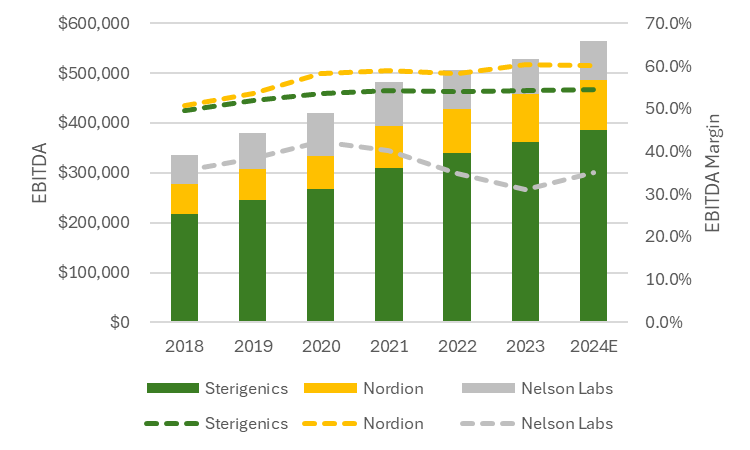 $600,000 70.0%
$500,000 60.0%
$400,000 50.0%
$300,000 40.0%
$200,000 30.0%
$100,000 20.0%
$0 10.0%
0.0%
EBITDA
EBITDA Margin
2018 2019 2020 2021 2022 2023 2024E
Sterigenics Nordion Nelson Labs
Sterigenics Nordion Nelson Labs